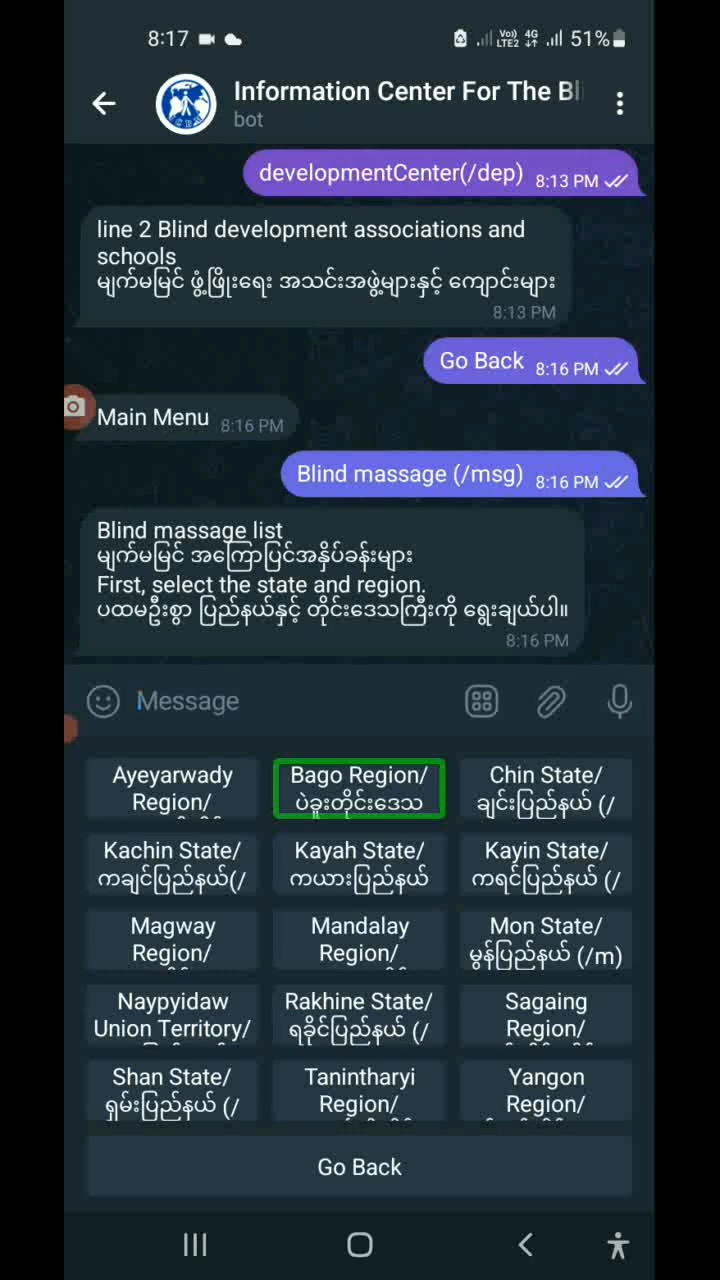 8:17
Vo)) LTE2 4G 51%
Information Center For The Bl
bot
developmentCenter(/dep) 8:13 PM
line 2 Blind development associations and
schools
မျက်မမြင် ဖွံ့ဖြိုးရေး အသင်းအဖွဲ့များနှင့် ကျောင်းများ
8:13 PM
Go Back 8:16 PM
Main Menu 8:16 PM
Blind massage (/msg) 8:16 PM
Blind massage list
မျက်မမြင် အကြောပြင်အနှိပ်ခန်းများ
First, select the state and region.
ပထမဦးစွာ ပြည်နယ်နှင့် တိုင်းဒေသကြီးကို ရွေးချယ်ပါ။
8:16 PM
Message
Ayeyarwady
Region/
Bago Region/
ပဲခူးတိုင်းဒေသ
Chin State/
ချင်းပြည်နယ် (/
Kachin State/
ကချင်ပြည်နယ်(/
Kayah State/
ကယားပြည်နယ်
Kayin State/
ကရင်ပြည်နယ် (/
Magway
Region/
Mandalay
Region/
Mon State/
မွန်ပြည်နယ် (/m)
Naypyidaw
Union Territory/
Rakhine State/
ရခိုင်ပြည်နယ် (/
Sagaing
Region/
Shan State/
ရှမ်းပြည်နယ် (/
Tanintharyi
Region/
Yangon
Region/
Go Back